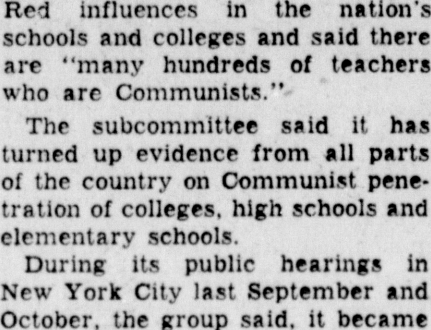 Red influences in the nation's
schools and colleges and said there
are "many hundreds of teachers
who are Communists."
The subcommittee said it has
turned up evidence from all parts
of the country on Communist pene-
tration of colleges, high schools and
elementary schools.
During its public hearings in
New York City last September and
October, the group said, it became